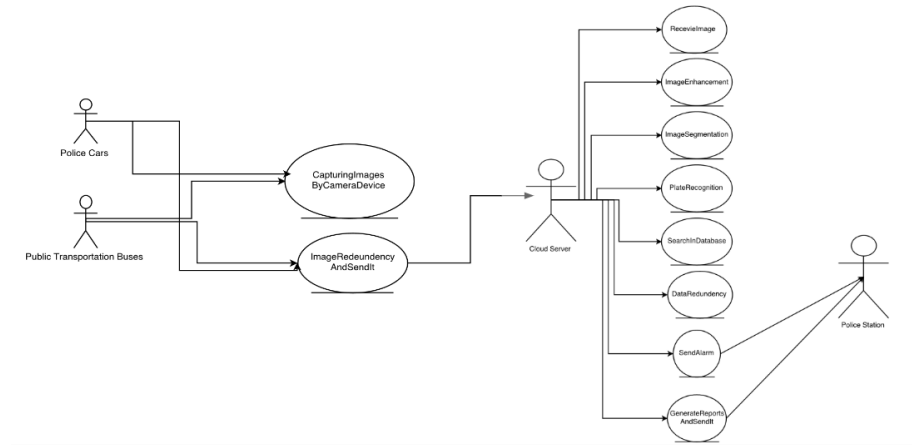 Police Cars
Public Transportation Buses
CapturingImages
ByCameraDevice
ImageRedeundency
AndSendIt
Cloud Server
RecevieImage
ImageEnhancement
ImageSegmentation
PlateRecognition
SearchInDatabase
DataRedundency
SendAlarm
GenerateReports
AndSendIt
Police Station